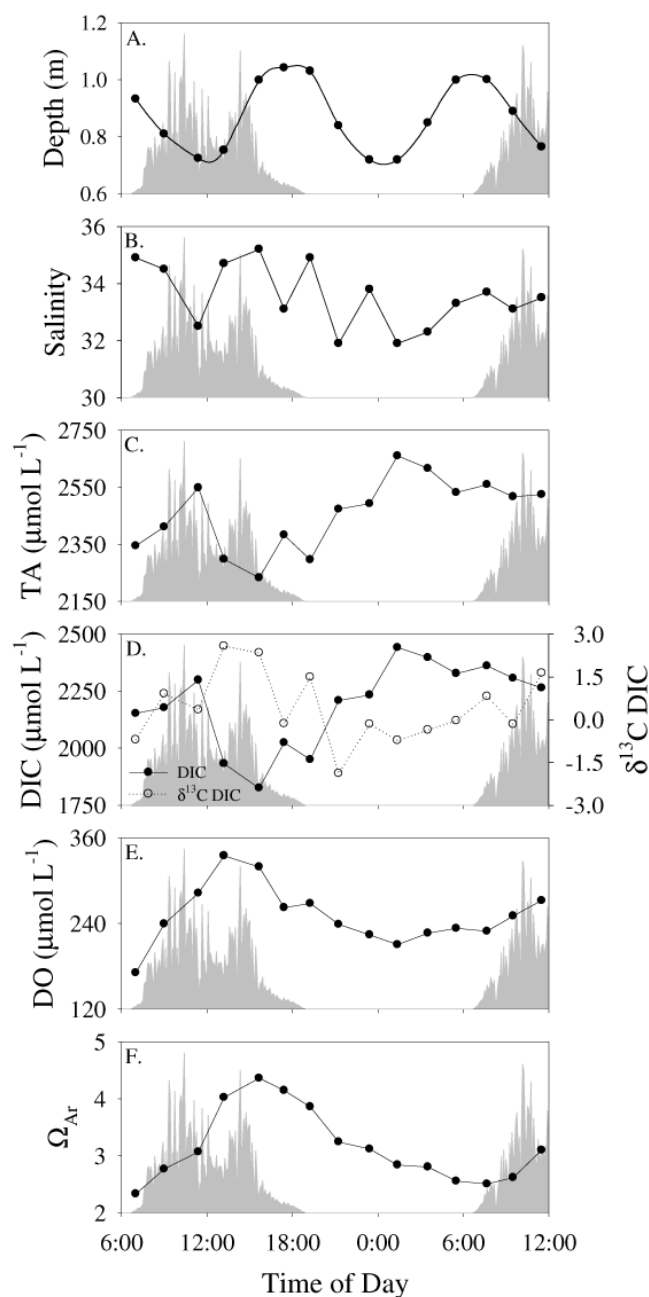 A.
1.2
1.0
0.8
0.6
Depth (m)
B.
36
34
32
30
Salinity
C.
2750
2550
2350
2150
TA (µmol L⁻¹)
D.
2500
2250
2000
1750
DIC (µmol L⁻¹)
DIC
δ¹³C DIC
3.0
1.5
0.0
-1.5
-3.0
δ¹³C DIC
E.
360
240
120
DO (µmol L⁻¹)
F.
5
4
3
2
Ω_Ar
6:00 12:00 18:00 0:00 6:00 12:00
Time of Day